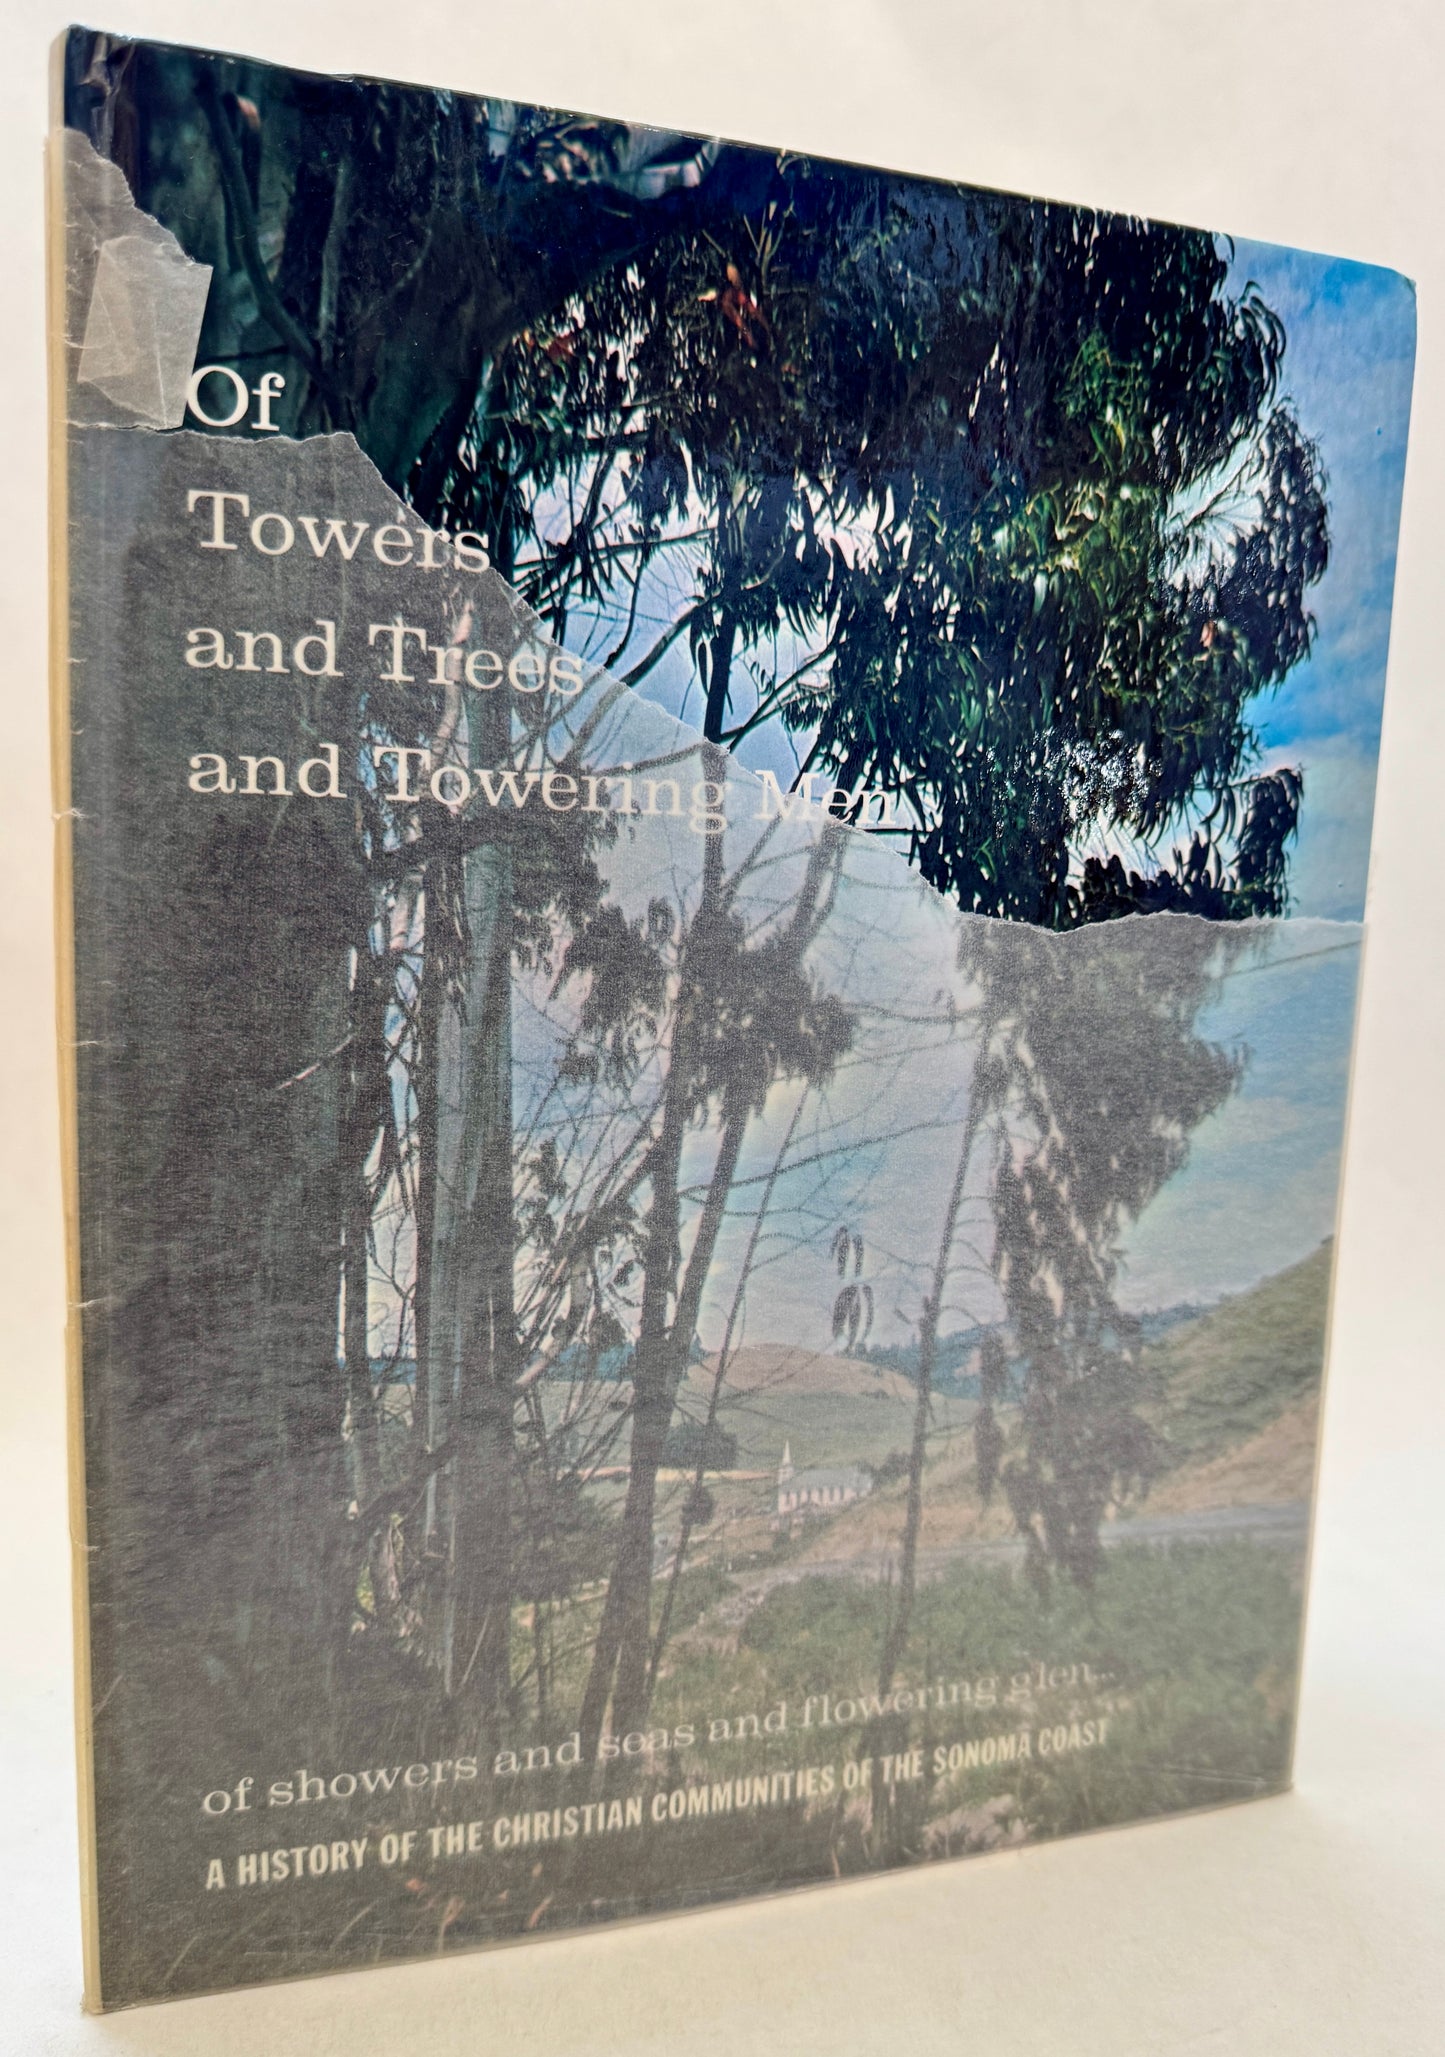 Of
Towers
and Trees
and Towering Men
of showers and seas and flowering glen...
A HISTORY OF THE CHRISTIAN COMMUNITIES OF THE SONOMA COAST